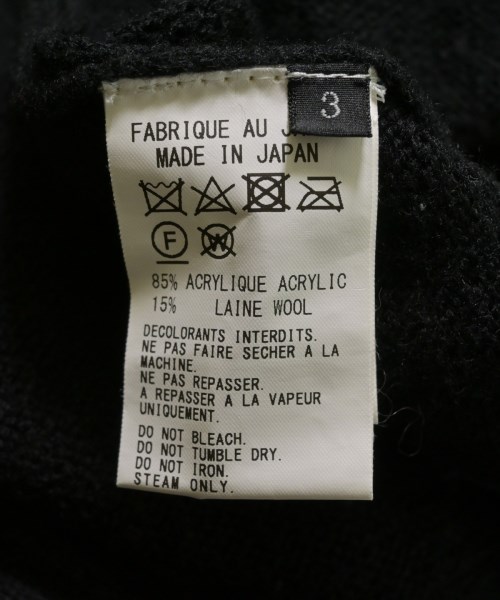 3
FABRIQUE AU
MADE IN JAPAN
F
W
85% ACRYLIQUE ACRYLIC
15% LAINE WOOL
DECOLORANTS INTERDITS.
NE PAS FAIRE SECHER A LA
MACHINE.
NE PAS REPASSER.
A REPASSER A LA VAPEUR
UNIQUEMENT.
DO NOT BLEACH.
DO NOT TUMBLE DRY.
DO NOT IRON.
STEAM ONLY.